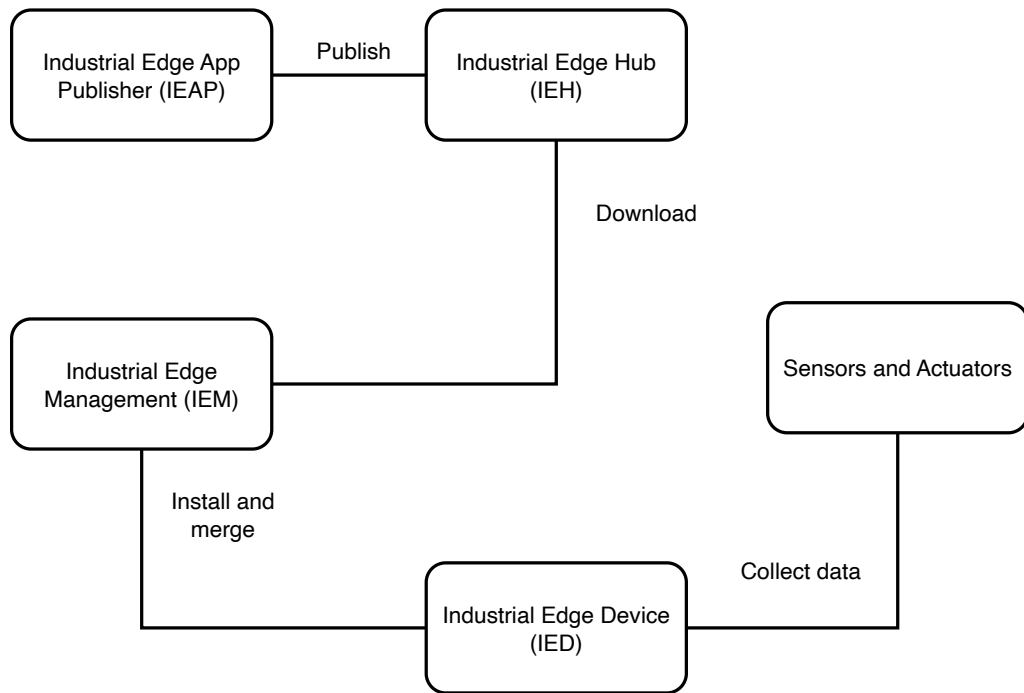 Industrial Edge App
Publisher (IEAP)
Publish
Industrial Edge Hub
(IEH)
Download
Industrial Edge
Management (IEM)
Sensors and Actuators
Install and
merge
Collect data
Industrial Edge Device
(IED)